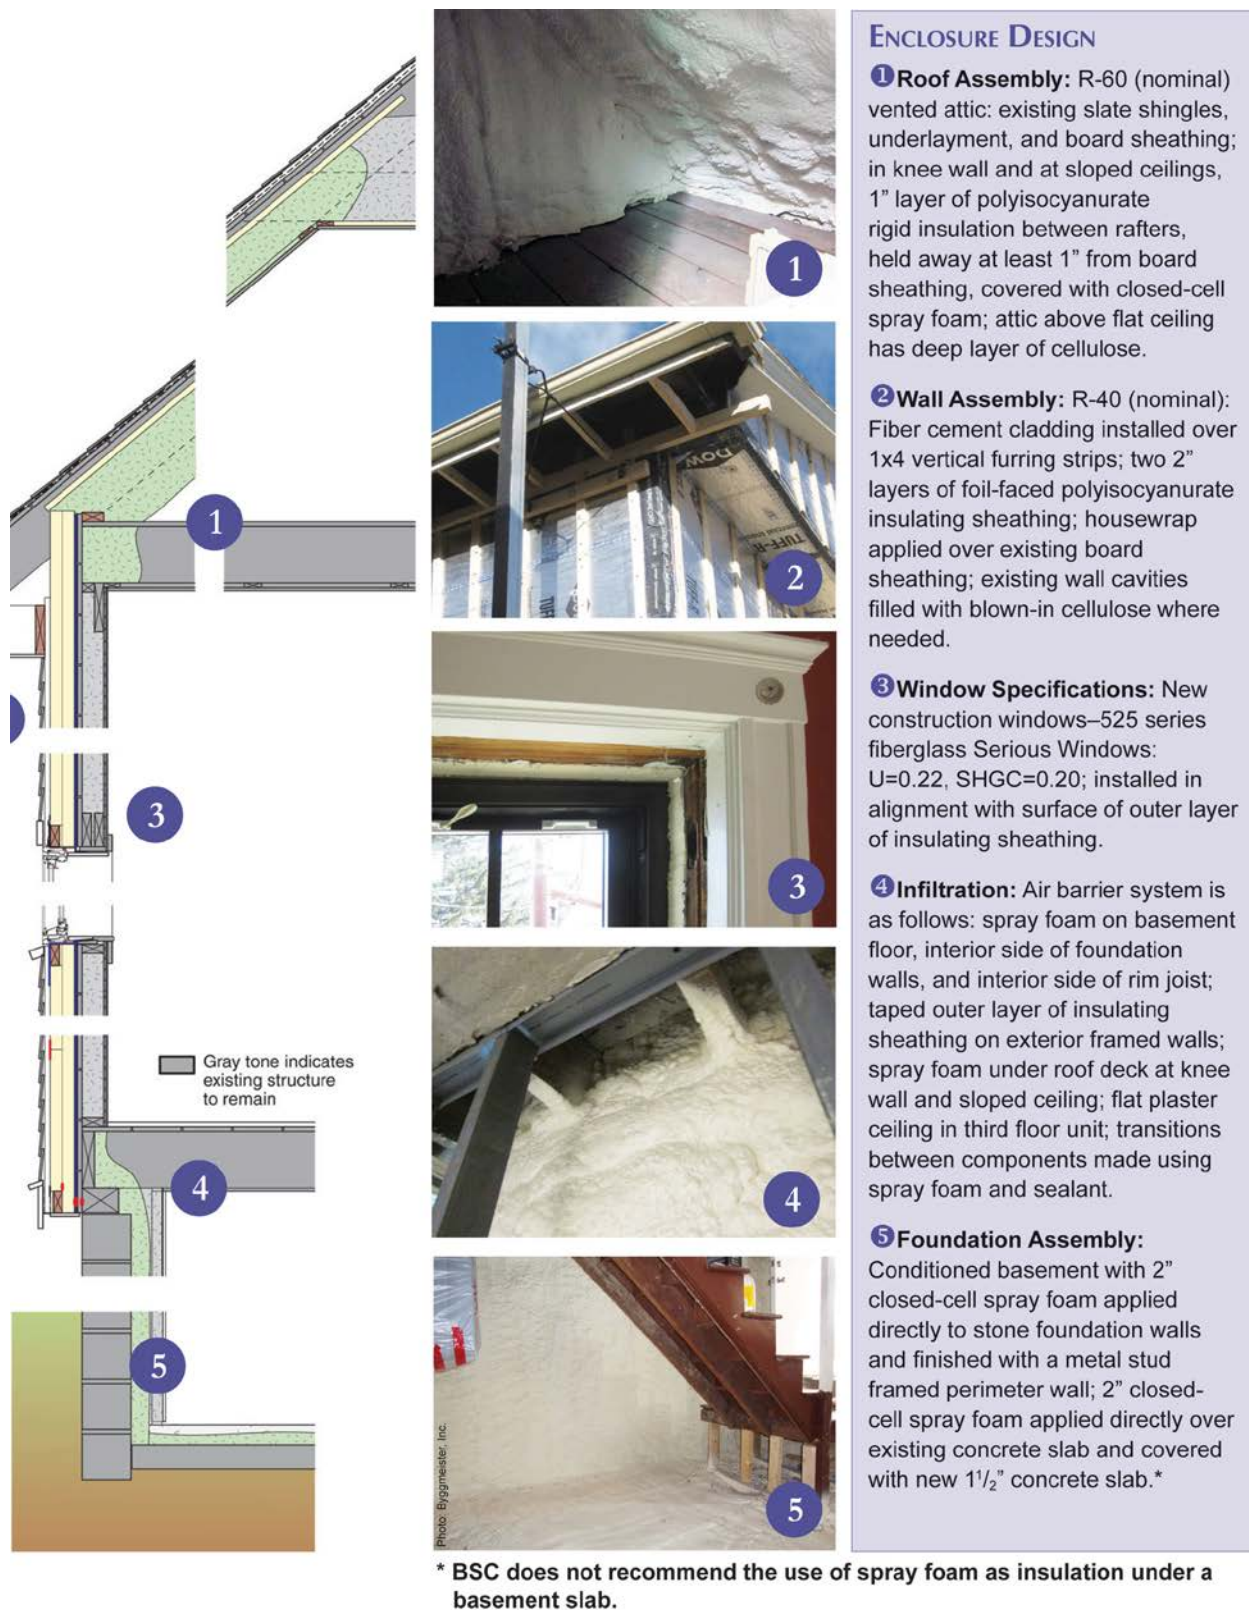 1
3
Gray tone indicates
existing structure
to remain
4
5
1
DOW
TUFF-R
2
3
4
Photo: Byggmeister, Inc.
5
ENCLOSURE DESIGN
1 Roof Assembly: R-60 (nominal)
vented attic: existing slate shingles,
underlayment, and board sheathing;
in knee wall and at sloped ceilings,
1” layer of polyisocyanurate
rigid insulation between rafters,
held away at least 1” from board
sheathing, covered with closed-cell
spray foam; attic above flat ceiling
has deep layer of cellulose.
2 Wall Assembly: R-40 (nominal):
Fiber cement cladding installed over
1x4 vertical furring strips; two 2”
layers of foil-faced polyisocyanurate
insulating sheathing; housewrap
applied over existing board
sheathing; existing wall cavities
filled with blown-in cellulose where
needed.
3 Window Specifications: New
construction windows–525 series
fiberglass Serious Windows:
U=0.22, SHGC=0.20; installed in
alignment with surface of outer layer
of insulating sheathing.
4 Infiltration: Air barrier system is
as follows: spray foam on basement
floor, interior side of foundation
walls, and interior side of rim joist;
taped outer layer of insulating
sheathing on exterior framed walls;
spray foam under roof deck at knee
wall and sloped ceiling; flat plaster
ceiling in third floor unit; transitions
between components made using
spray foam and sealant.
5 Foundation Assembly:
Conditioned basement with 2”
closed-cell spray foam applied
directly to stone foundation walls
and finished with a metal stud
framed perimeter wall; 2” closed-
cell spray foam applied directly over
existing concrete slab and covered
with new 1 1/2” concrete slab.*
* BSC does not recommend the use of spray foam as insulation under a
basement slab.